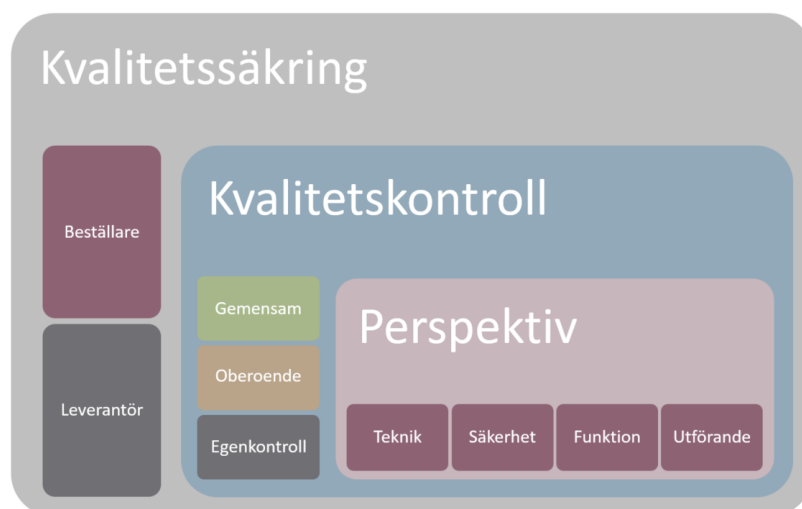 Kvalitetssäkring
Beställare
Leverantör
Kvalitetskontroll
Gemensam
Oberoende
Egenkontroll
Perspektiv
Teknik
Säkerhet
Funktion
Utförande